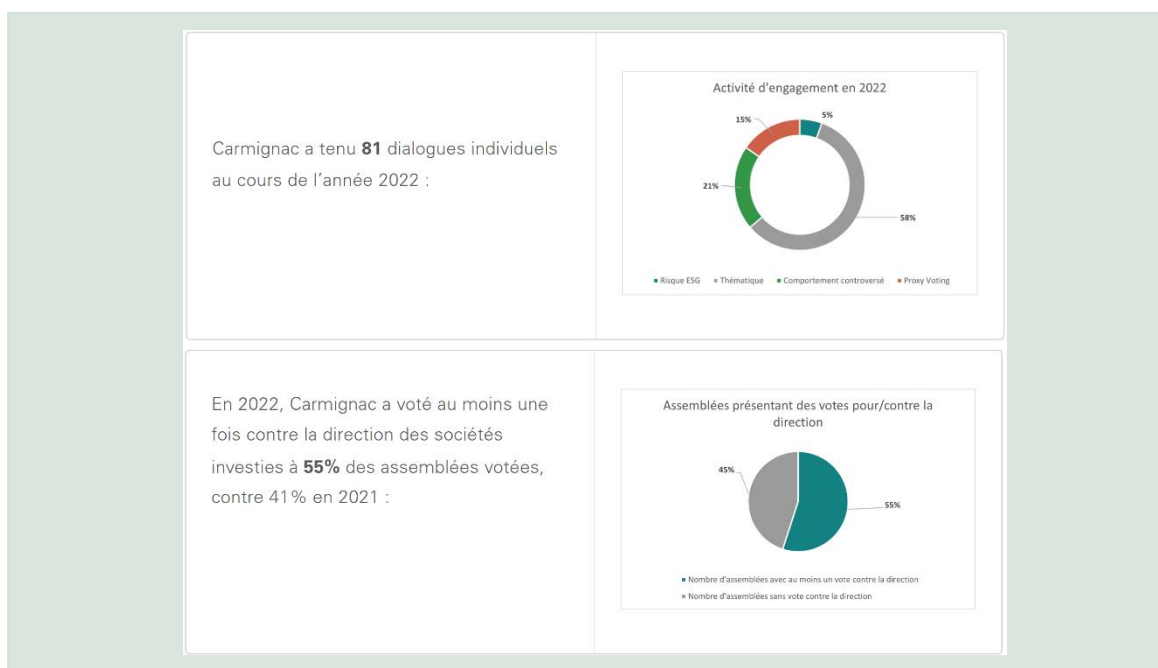 Carmignac a tenu 81 dialogues individuels
au cours de l'année 2022 :
Activité d'engagement en 2022
15%
5%
21%
58%
Risque ESG Thématique Comportement controversé Proxy Voting
En 2022, Carmignac a voté au moins une
fois contre la direction des sociétés
investies à 55% des assemblées votées,
contre 41% en 2021 :
Assemblées présentant des votes pour/contre la
direction
45%
55%
Nombre d'assemblées avec au moins un vote contre la direction
Nombre d'assemblées sans vote contre la direction